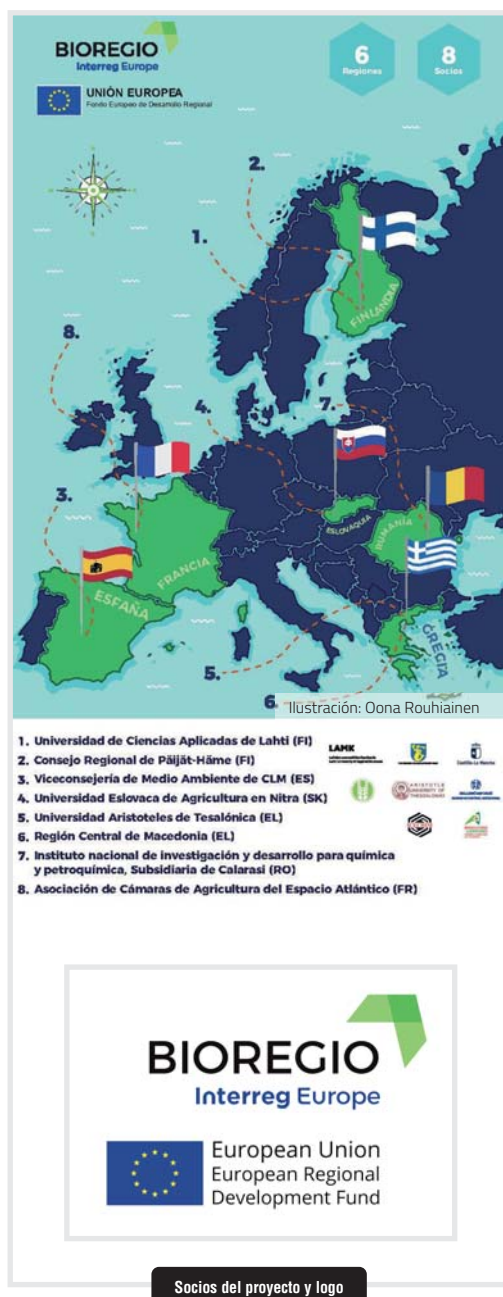 BIOREGIO
Interreg Europe
UNIÓN EUROPEA
Fondo Europeo de Desarrollo Regional
6
Regiones
8
Socios
2.
1.
FINLANDIA
8.
4.
7.
3.
ESLOVAQUIA
RUMANÍA
FRANCIA
ESPAÑA
GRECIA
5.
6.
Ilustración: Oona Rouhiainen
1. Universidad de Ciencias Aplicadas de Lahti (FI)
2. Consejo Regional de Päijät-Häme (FI)
3. Viceconsejería de Medio Ambiente de CLM (ES)
4. Universidad Eslovaca de Agricultura en Nitra (SK)
5. Universidad Aristoteles de Tesalónica (EL)
6. Región Central de Macedonia (EL)
7. Instituto nacional de investigación y desarrollo para química
y petroquímica, Subsidiaria de Calarasi (RO)
8. Asociación de Cámaras de Agricultura del Espacio Atlántico (FR)
LAMK
Castilla-La Mancha
ARISTOTLE
UNIVERSITY OF
THESSALONIKI
BIOREGIO
Interreg Europe
European Union
European Regional
Development Fund
Socios del proyecto y logo